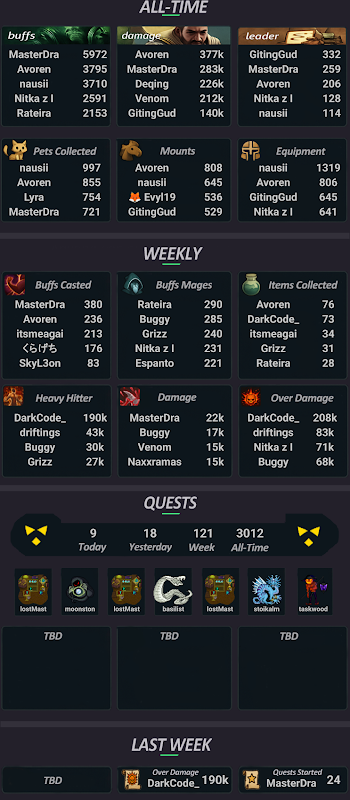 ALL-TIME
buffs damage leader
MasterDra 5972 Avoren 377k GitingGud 332
Avoren 3795 MasterDra 283k MasterDra 259
nausii 3710 Deqing 226k Avoren 206
Nitka z l 2591 Venom 212k Nitka z l 128
Rateira 2153 GitingGud 140k nausii 114
Pets Collected Mounts Equipment
nausii 997 Avoren 808 nausii 1319
Avoren 855 nausii 645 Avoren 806
Lyra 754 🦊 Evyl19 536 GitingGud 645
MasterDra 721 GitingGud 529 Nitka z l 641
WEEKLY
Buffs Casted Buffs Mages Items Collected
MasterDra 380 Rateira 290 Avoren 76
Avoren 236 Buggy 285 DarkCode_ 73
itsmeagai 213 Grizz 240 itsmeagai 34
くらげち 176 Nitka z l 231 Grizz 31
SkyL3on 83 Espanto 221 Rateira 28
Heavy Hitter Damage Over Damage
DarkCode_ 190k MasterDra 22k DarkCode_ 208k
driftings 43k Buggy 17k driftings 83k
Buggy 30k Venom 15k Nitka z l 71k
Grizz 27k Naxxramas 15k Buggy 68k
QUESTS
9 18 121 3012
Today Yesterday Week All-Time
lostMast moonston lostMast basilist lostMast stoikalm taskwood
TBD TBD TBD
LAST WEEK
TBD Over Damage Quests Started
DarkCode_ 190k MasterDra 24